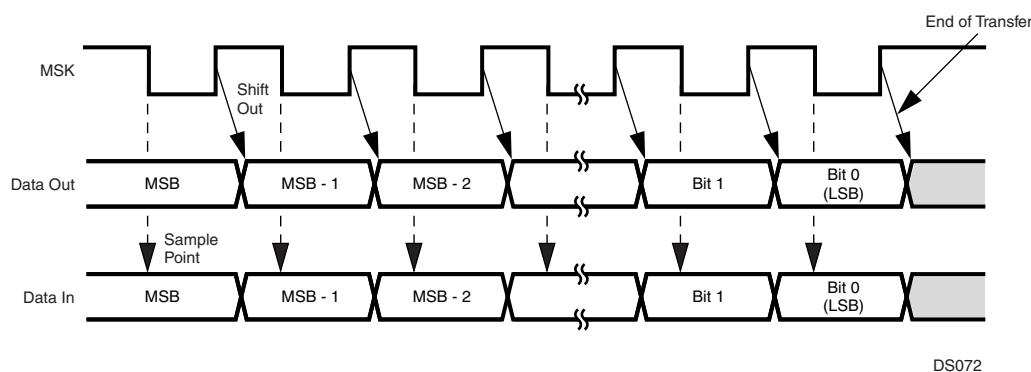 End of Transfer
MSK
Shift
Out
Data Out
MSB
MSB - 1
MSB - 2
Bit 1
Bit 0
(LSB)
Sample
Point
Data In
MSB
MSB - 1
MSB - 2
Bit 1
Bit 0
(LSB)
DS072